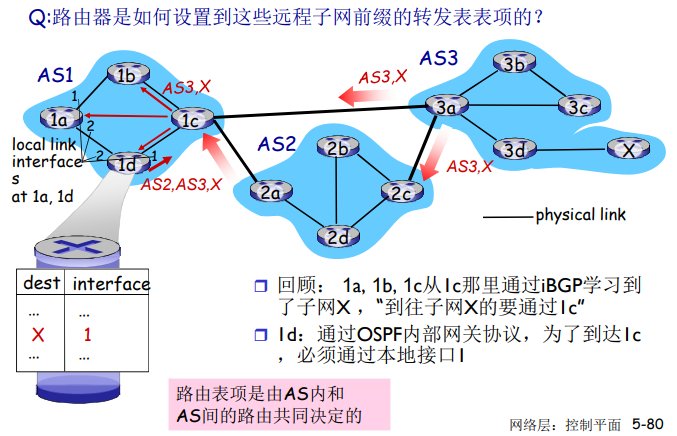 Q:路由器是如何设置到这些远程子网前缀的转发表表项的?
AS3
AS1
3b
1b
AS3,X
AS3,X
1
3a
3c
1a
1c
2
AS2
local link
interface
s
at 1a, 1d
2b
3d
X
2
1
1d
AS3,X
AS2,AS3,X
2a
2c
physical link
2d
dest interface
... ...
X 1
... ...
回顾: 1a, 1b, 1c从1c那里通过iBGP学习到
了子网X ,“到往子网X的要通过1c”
1d:通过OSPF内部网关协议,为了到达1c
,必须通过本地接口1
路由表项是由AS内和
AS间的路由共同决定的
网络层:控制平面 5-80